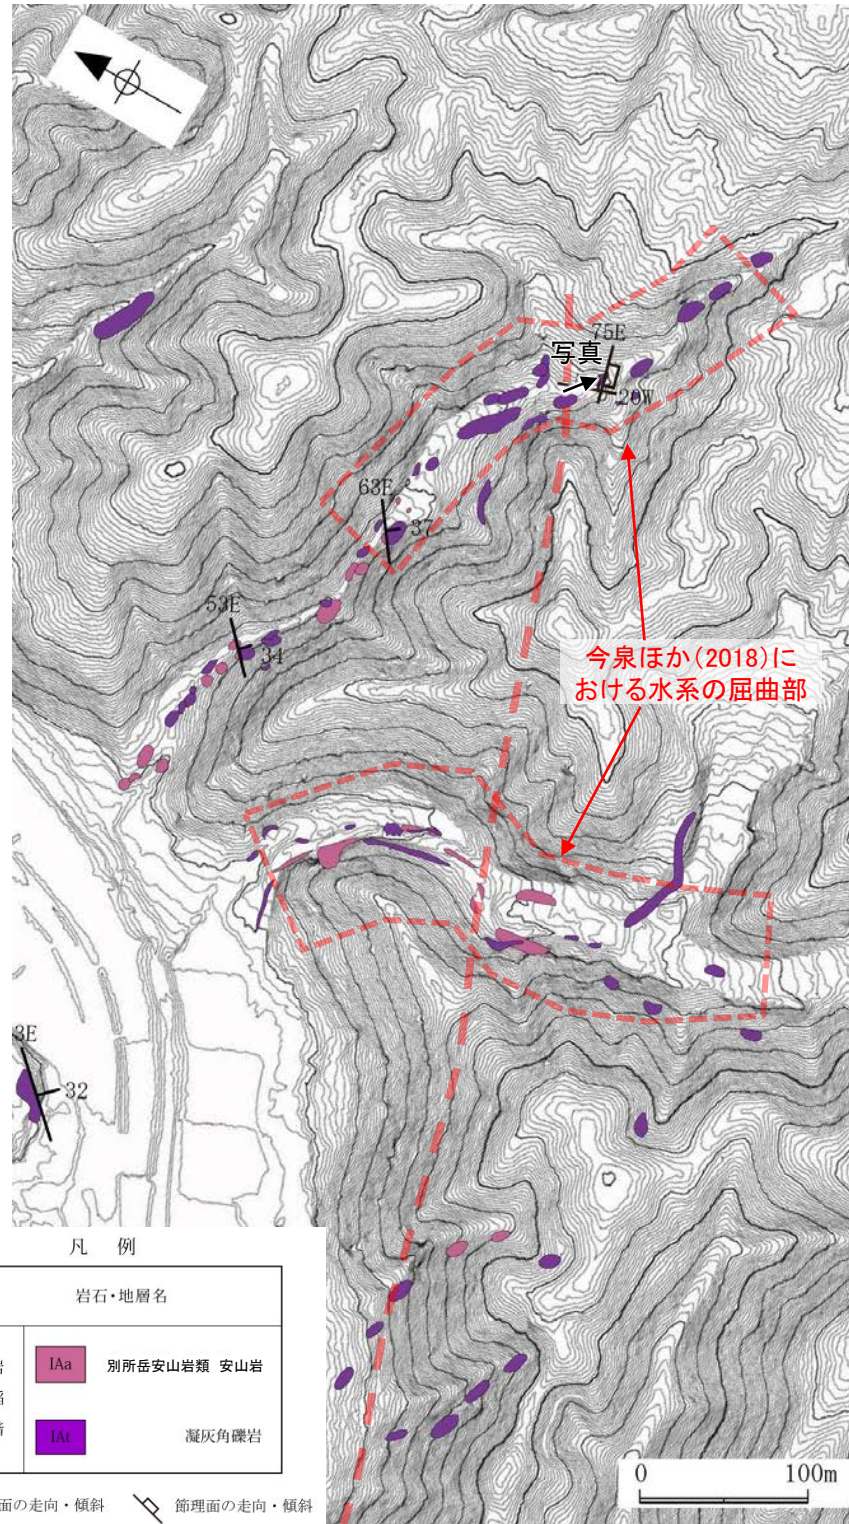 75E
写真
20W
63E
37
53E
34
今泉ほか(2018)に
おける水系の屈曲部
3E
32
凡 例
岩石・地層名
岩
IAa
別所岳安山岩類 安山岩
IAt
凝灰角礫岩
面の走向・傾斜
節理面の走向・傾斜
0
100m